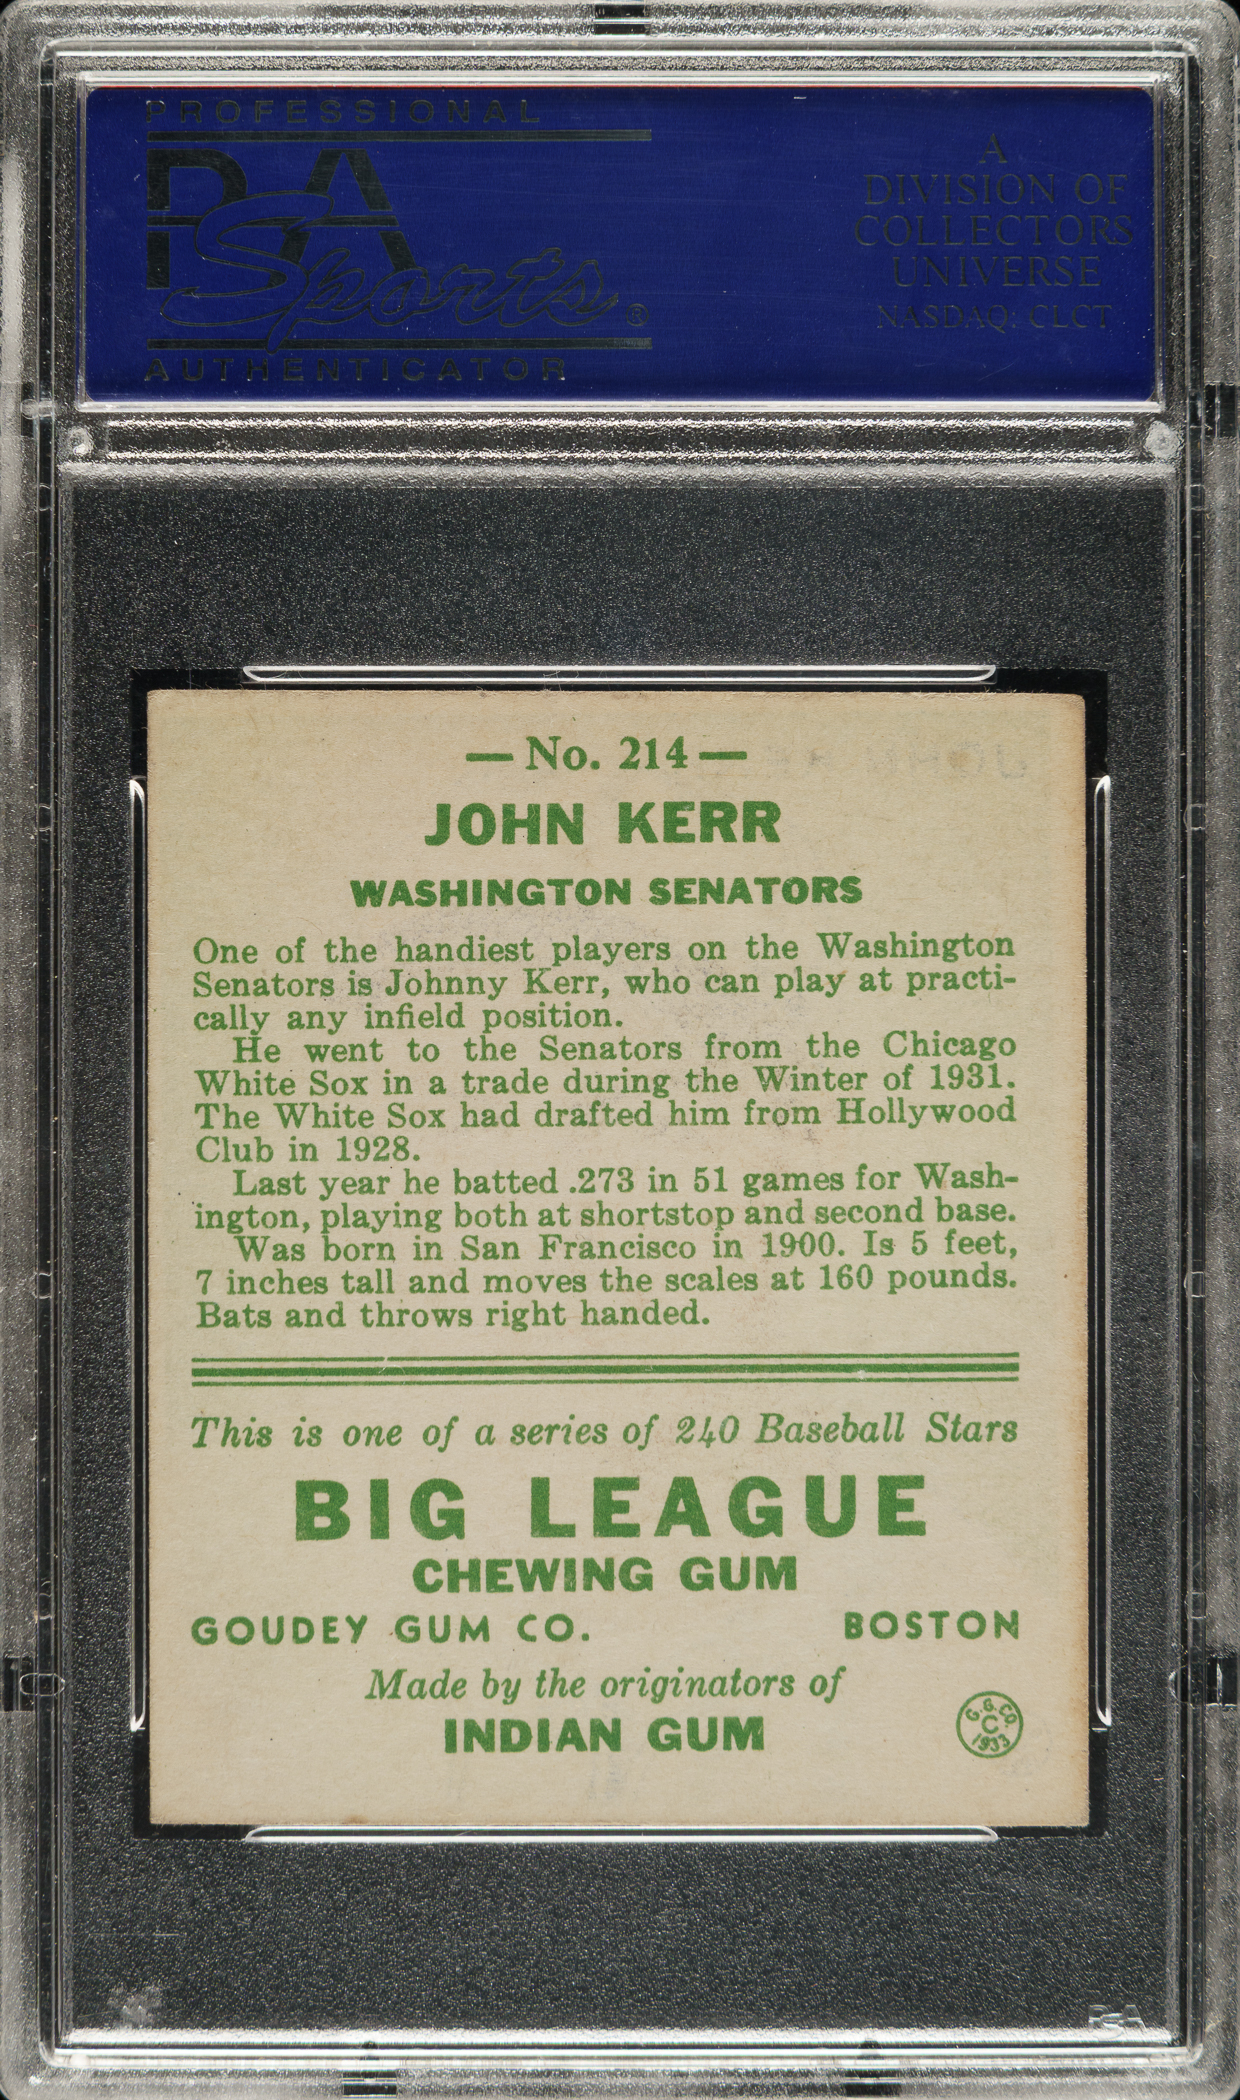 PROFESSIONAL
PSA
Sports®
AUTHENTICATOR
A
DIVISION OF
COLLECTORS
UNIVERSE
NASDAQ: CLCT
— No. 214 —
JOHN KERR
WASHINGTON SENATORS
One of the handiest players on the Washington
Senators is Johnny Kerr, who can play at practi-
cally any infield position.
He went to the Senators from the Chicago
White Sox in a trade during the Winter of 1931.
The White Sox had drafted him from Hollywood
Club in 1928.
Last year he batted .273 in 51 games for Wash-
ington, playing both at shortstop and second base.
Was born in San Francisco in 1900. Is 5 feet,
7 inches tall and moves the scales at 160 pounds.
Bats and throws right handed.
This is one of a series of 240 Baseball Stars
BIG LEAGUE
CHEWING GUM
GOUDEY GUM CO. BOSTON
Made by the originators of
INDIAN GUM
G.G.CO.
C
1933
PSA